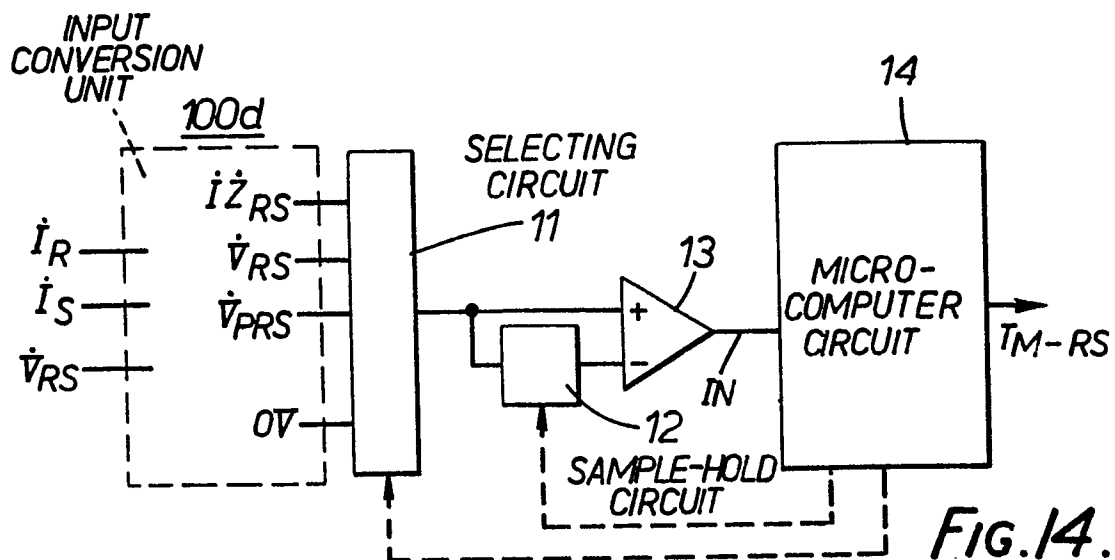 INPUT
CONVERSION
UNIT
100d
İ_R
İ_S
V̇_RS
İŻ_RS
V̇_RS
V̇_PRS
0V
SELECTING
CIRCUIT
11
12
SAMPLE-HOLD
CIRCUIT
+
-
13
IN
14
MICRO-
COMPUTER
CIRCUIT
T_M-RS
FIG. 14.